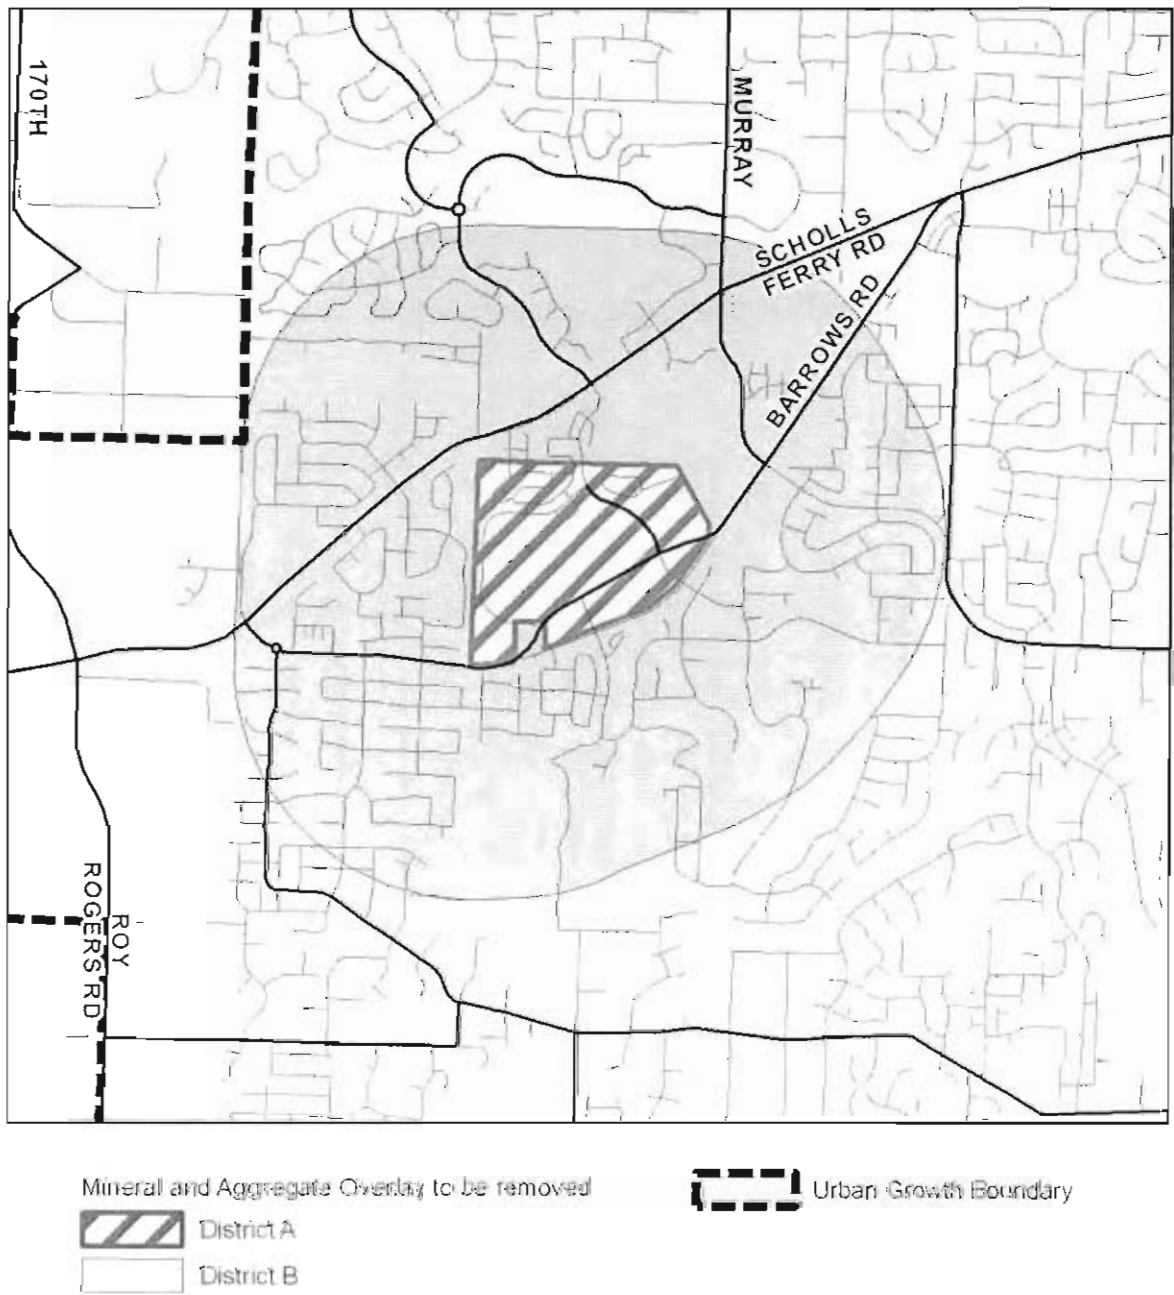 170TH
MURRAY
SCHOLLS
FERRY RD
BARROWS RD
ROY
ROGERS RD
Mineral and Aggregate Overlay to be removed
District A
District B
Urban Growth Boundary